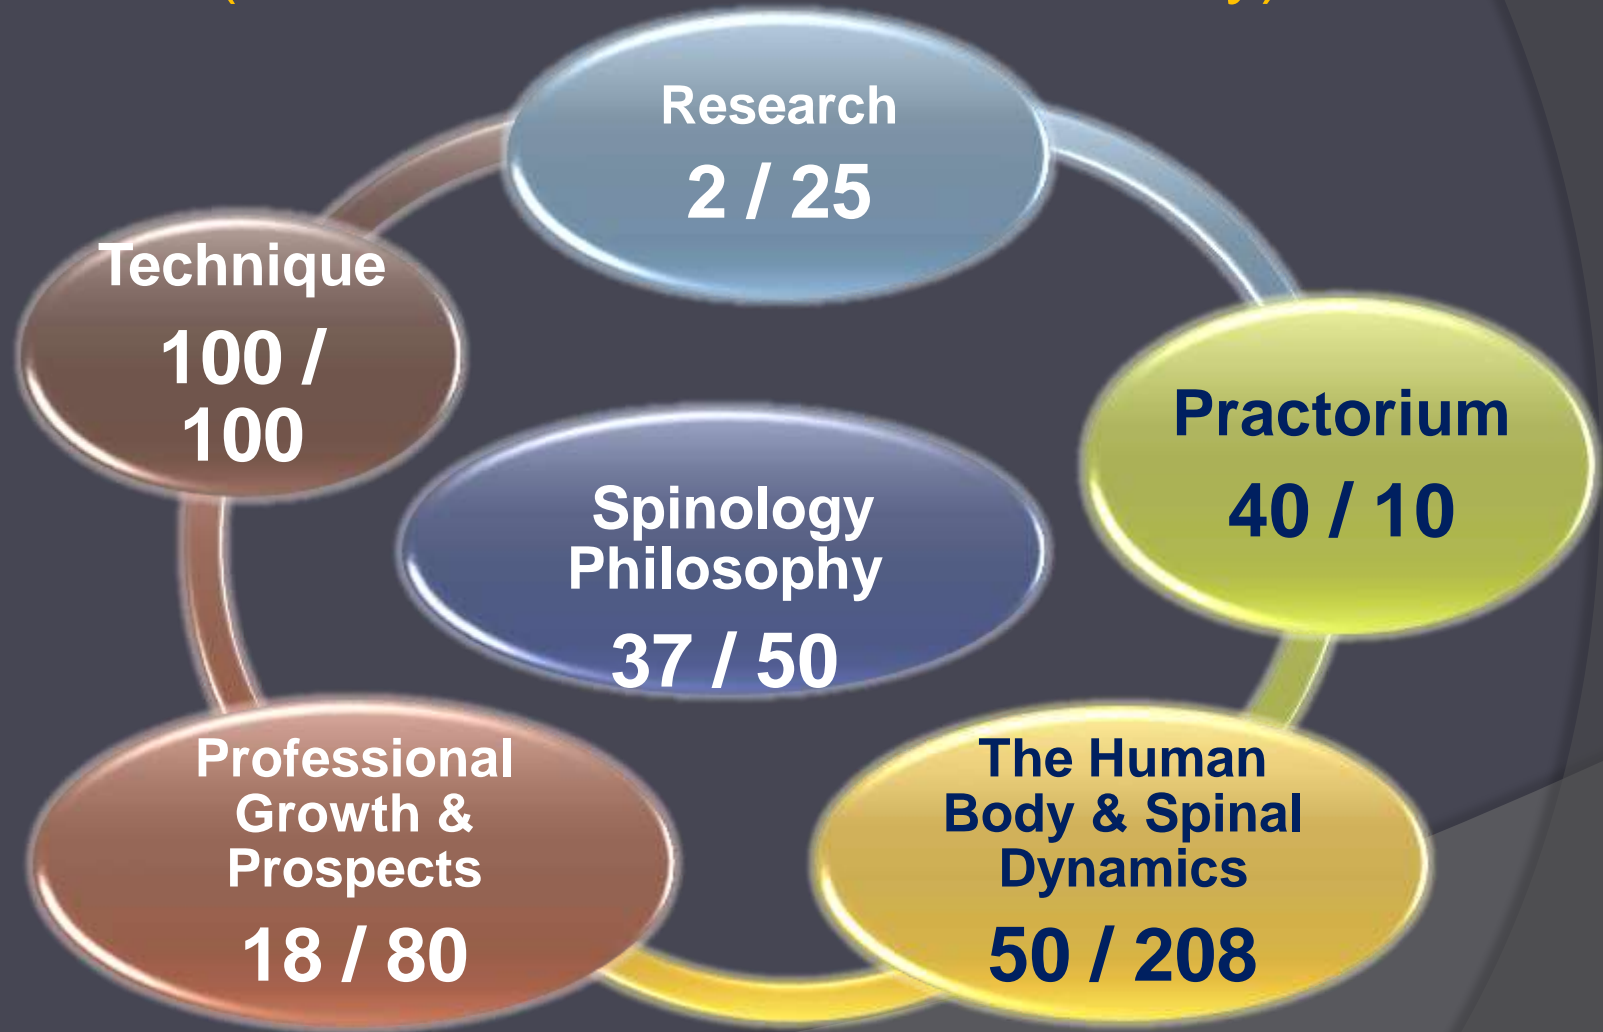 Research
2 / 25
Technique
100 /
100
Practorium
40 / 10
Spinology
Philosophy
37 / 50
Professional
Growth &
Prospects
18 / 80
The Human
Body & Spinal
Dynamics
50 / 208